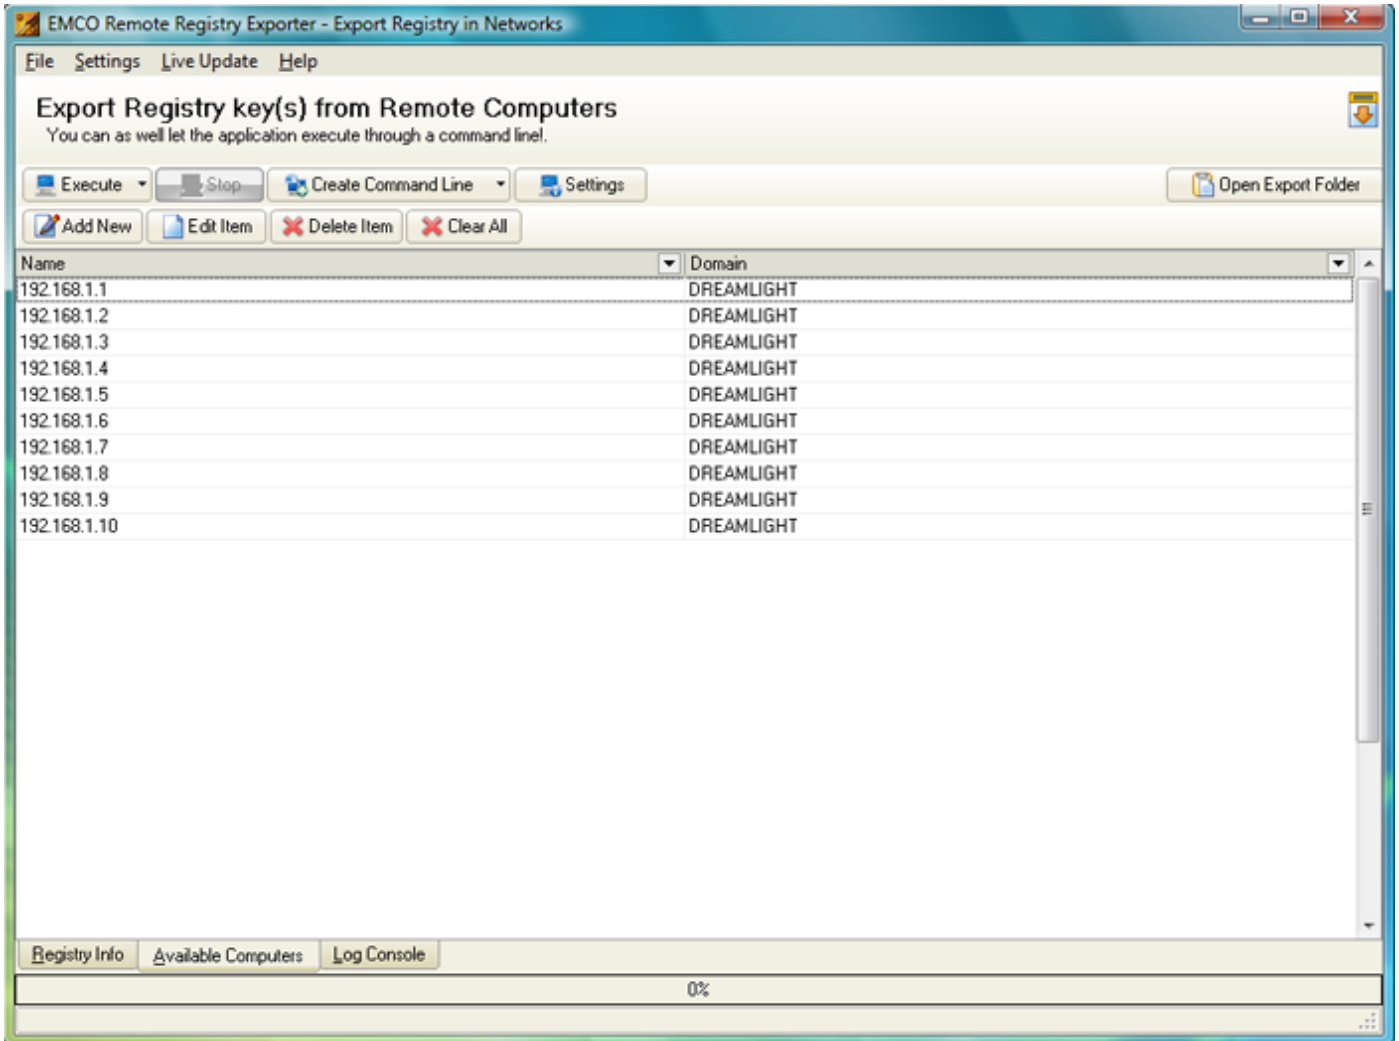 EMCO Remote Registry Exporter - Export Registry in Networks
File Settings Live Update Help
Export Registry key(s) from Remote Computers
You can as well let the application execute through a command line!.
Execute Stop Create Command Line Settings Open Export Folder
Add New Edit Item Delete Item Clear All
Name Domain
192.168.1.1 DREAMLIGHT
192.168.1.2 DREAMLIGHT
192.168.1.3 DREAMLIGHT
192.168.1.4 DREAMLIGHT
192.168.1.5 DREAMLIGHT
192.168.1.6 DREAMLIGHT
192.168.1.7 DREAMLIGHT
192.168.1.8 DREAMLIGHT
192.168.1.9 DREAMLIGHT
192.168.1.10 DREAMLIGHT
Registry Info Available Computers Log Console
0%